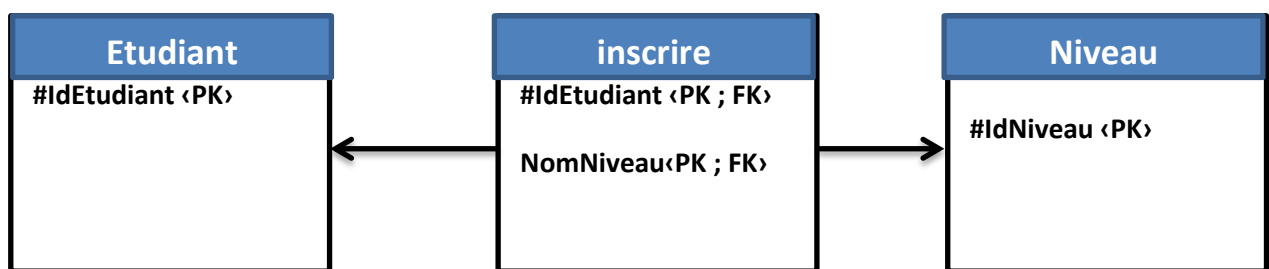 Etudiant
#IdEtudiant ‹PK›
inscrire
#IdEtudiant ‹PK ; FK›
NomNiveau‹PK ; FK›
Niveau
#IdNiveau ‹PK›